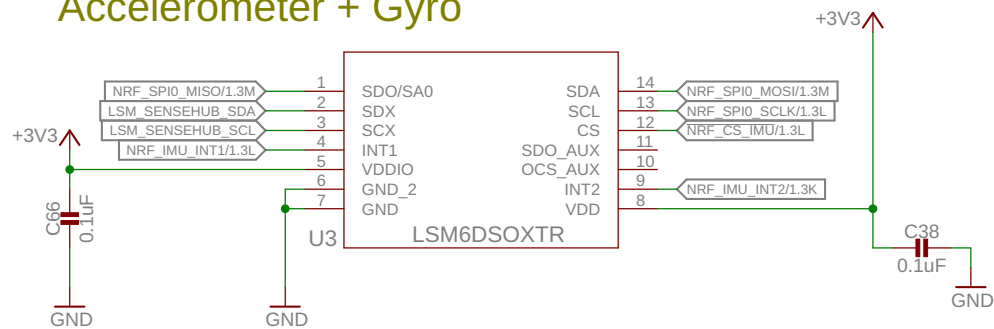 Accelerometer + Gyro
+3V3
NRF_SPI0_MISO/1.3M 1 SDO/SA0 SDA 14 NRF_SPI0_MOSI/1.3M
LSM_SENSEHUB_SDA 2 SDX SCL 13 NRF_SPI0_SCLK/1.3L
LSM_SENSEHUB_SCL 3 SCX CS 12 NRF_CS_IMU/1.3L
+3V3
NRF_IMU_INT1/1.3L 4 INT1 SDO_AUX 11
5 VDDIO OCS_AUX 10
6 GND_2 INT2 9 NRF_IMU_INT2/1.3K
7 GND VDD 8
C66
0.1uF
U3 LSM6DSOXTR
C38
0.1uF
GND
GND
GND